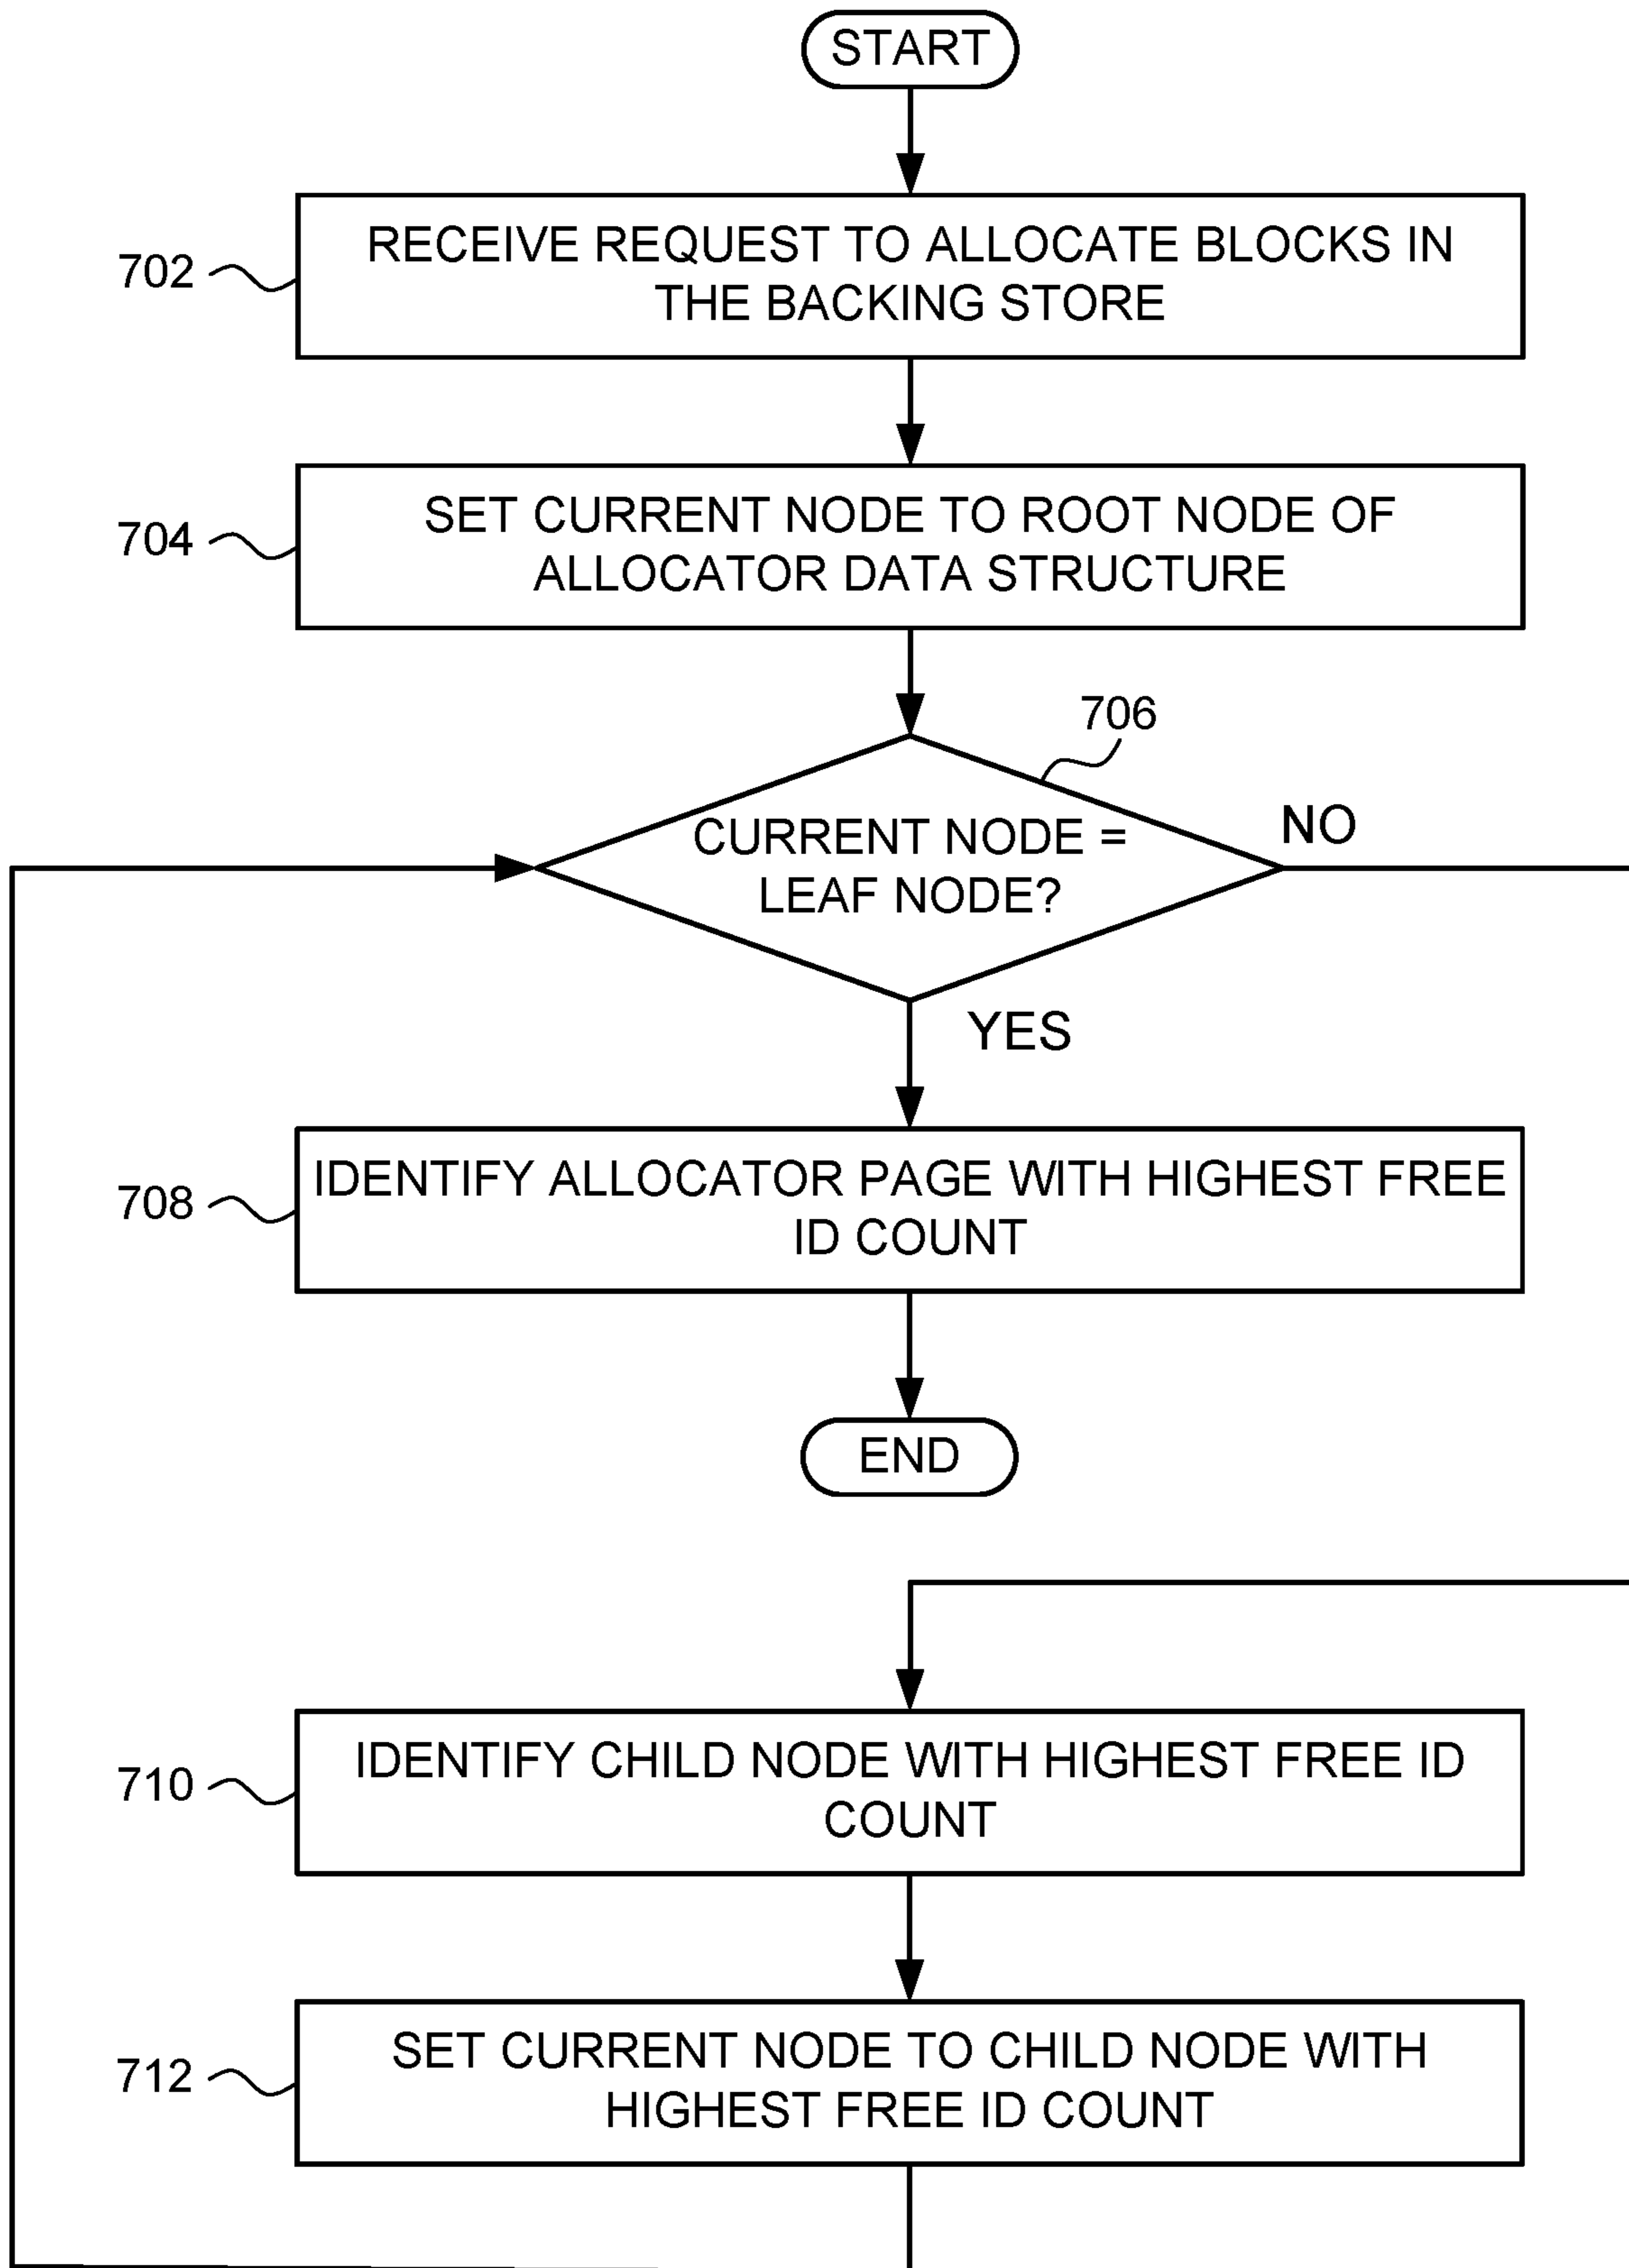 START
702
RECEIVE REQUEST TO ALLOCATE BLOCKS IN
THE BACKING STORE
704
SET CURRENT NODE TO ROOT NODE OF
ALLOCATOR DATA STRUCTURE
706
CURRENT NODE =
LEAF NODE?
NO
YES
708
IDENTIFY ALLOCATOR PAGE WITH HIGHEST FREE
ID COUNT
END
710
IDENTIFY CHILD NODE WITH HIGHEST FREE ID
COUNT
712
SET CURRENT NODE TO CHILD NODE WITH
HIGHEST FREE ID COUNT